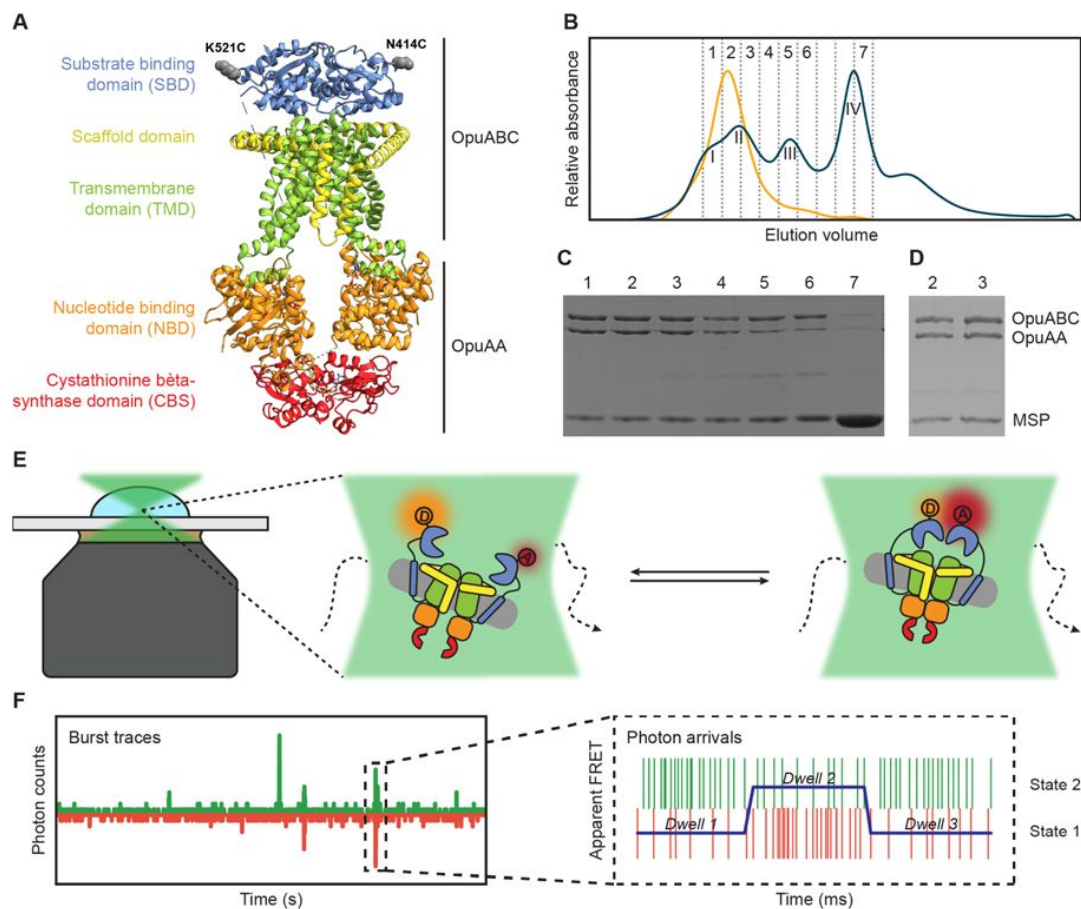 A
K521C
N414C
Substrate binding
domain (SBD)
Scaffold domain
Transmembrane
domain (TMD)
Nucleotide binding
domain (NBD)
Cystathionine bèta-
synthase domain (CBS)
OpuABC
OpuAA
B
Relative absorbance
1 2 3 4 5 6 7
I II III IV
Elution volume
C
1 2 3 4 5 6 7
D
2 3
OpuABC
OpuAA
MSP
E
D
A
D
A
F
Burst traces
Photon counts
Time (s)
Photon arrivals
Apparent FRET
Dwell 2
State 2
Dwell 1
Dwell 3
State 1
Time (ms)